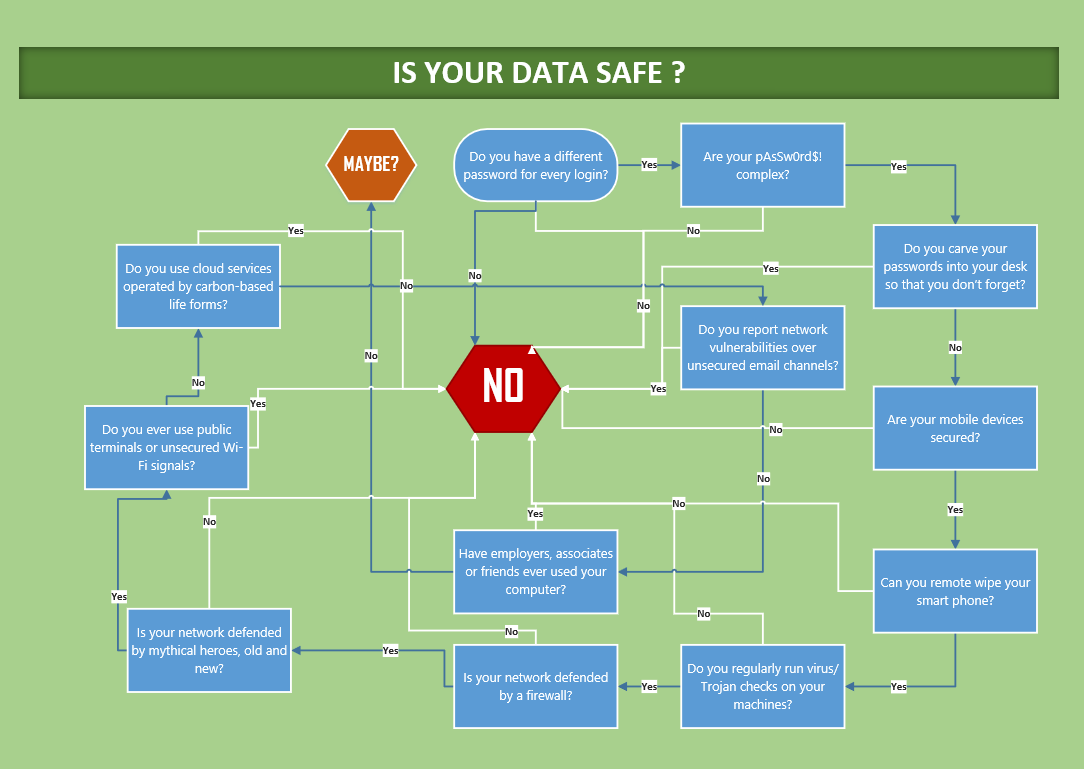 IS YOUR DATA SAFE ?
MAYBE?
Do you have a different
password for every login?
Yes
Are your pAsSw0rd$!
complex?
Yes
No
Yes
Do you carve your
passwords into your desk
so that you don't forget?
Do you use cloud services
operated by carbon-based
life forms?
No
No
Yes
No
Do you report network
vulnerabilities over
unsecured email channels?
No
No
NO
Yes
No
Yes
Are your mobile devices
secured?
No
Do you ever use public
terminals or unsecured Wi-
Fi signals?
No
Yes
No
Yes
No
Have employers, associates
or friends ever used your
computer?
Can you remote wipe your
smart phone?
Yes
No
No
Is your network defended
by mythical heroes, old and
new?
Yes
Is your network defended
by a firewall?
Yes
Do you regularly run virus/
Trojan checks on your
machines?
Yes